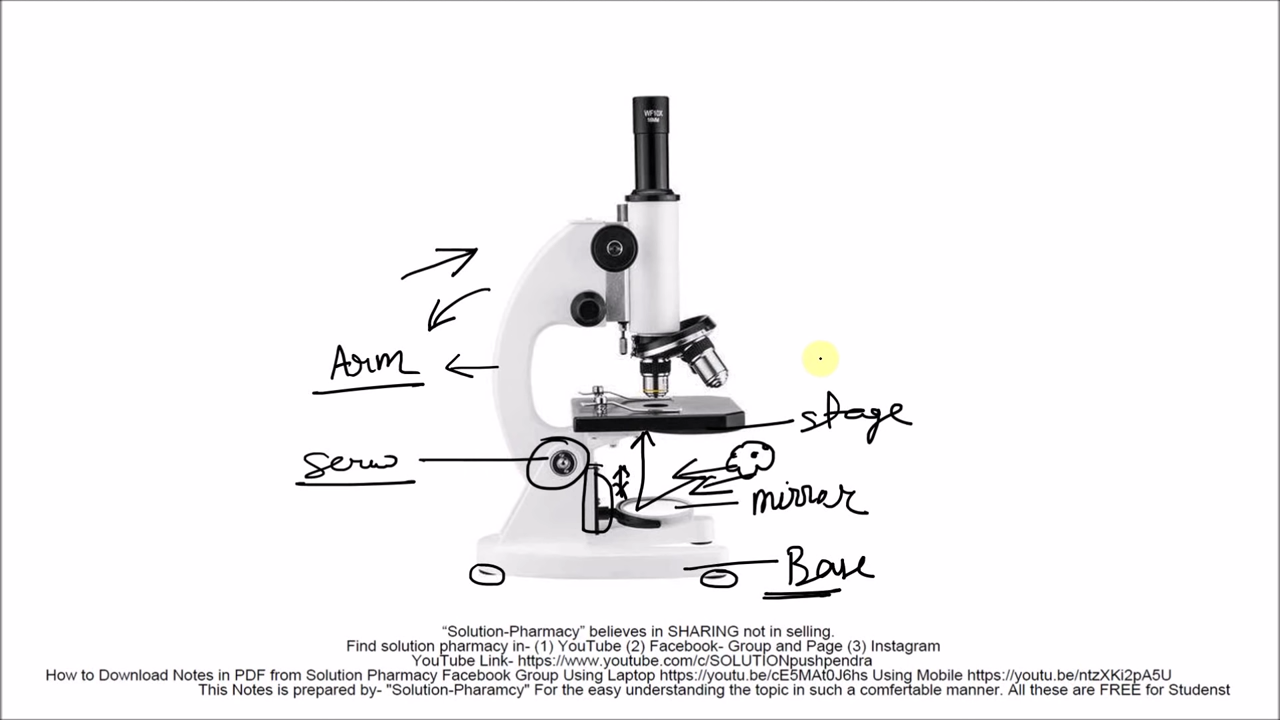 WF10X
Arm
stage
Serw
mirrar
Base
“Solution-Pharmacy” believes in SHARING not in selling.
Find solution pharmacy in- (1) YouTube (2) Facebook- Group and Page (3) Instagram
YouTube Link- https://www.youtube.com/c/SOLUTIONpushpendra
How to Download Notes in PDF from Solution Pharmacy Facebook Group Using Laptop https://youtu.be/cE5MAt0J6hs Using Mobile https://youtu.be/ntzXKi2pA5U
This Notes is prepared by- "Solution-Pharamcy" For the easy understanding the topic in such a comfertable manner. All these are FREE for Studenst